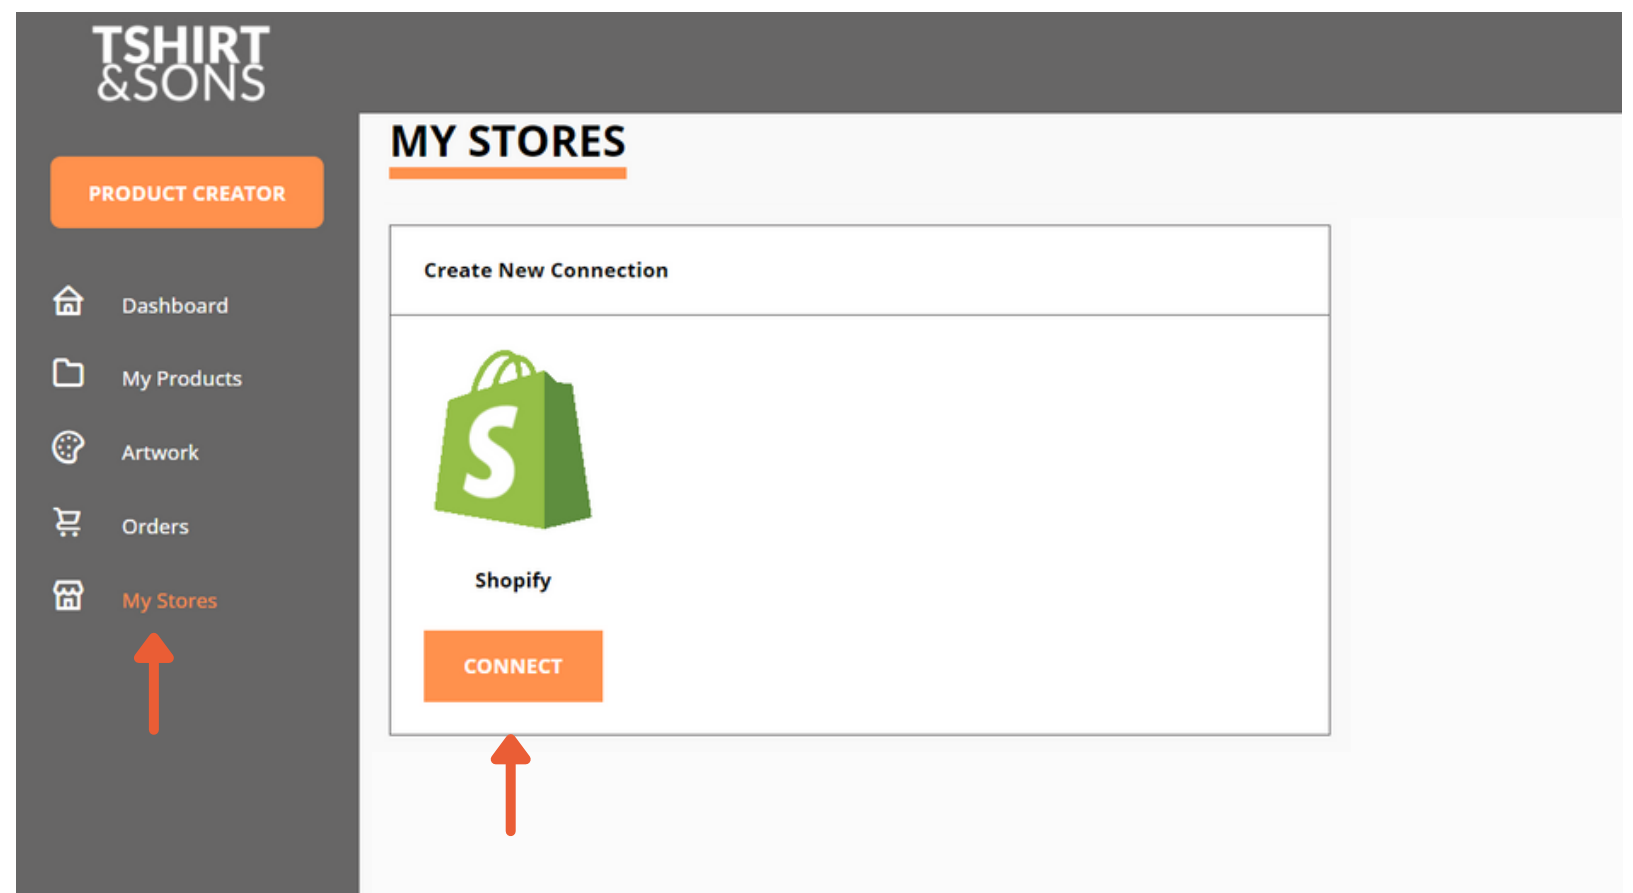 TSHIRT
&SONS
PRODUCT CREATOR
Dashboard
My Products
Artwork
Orders
My Stores
MY STORES
Create New Connection
S
Shopify
CONNECT